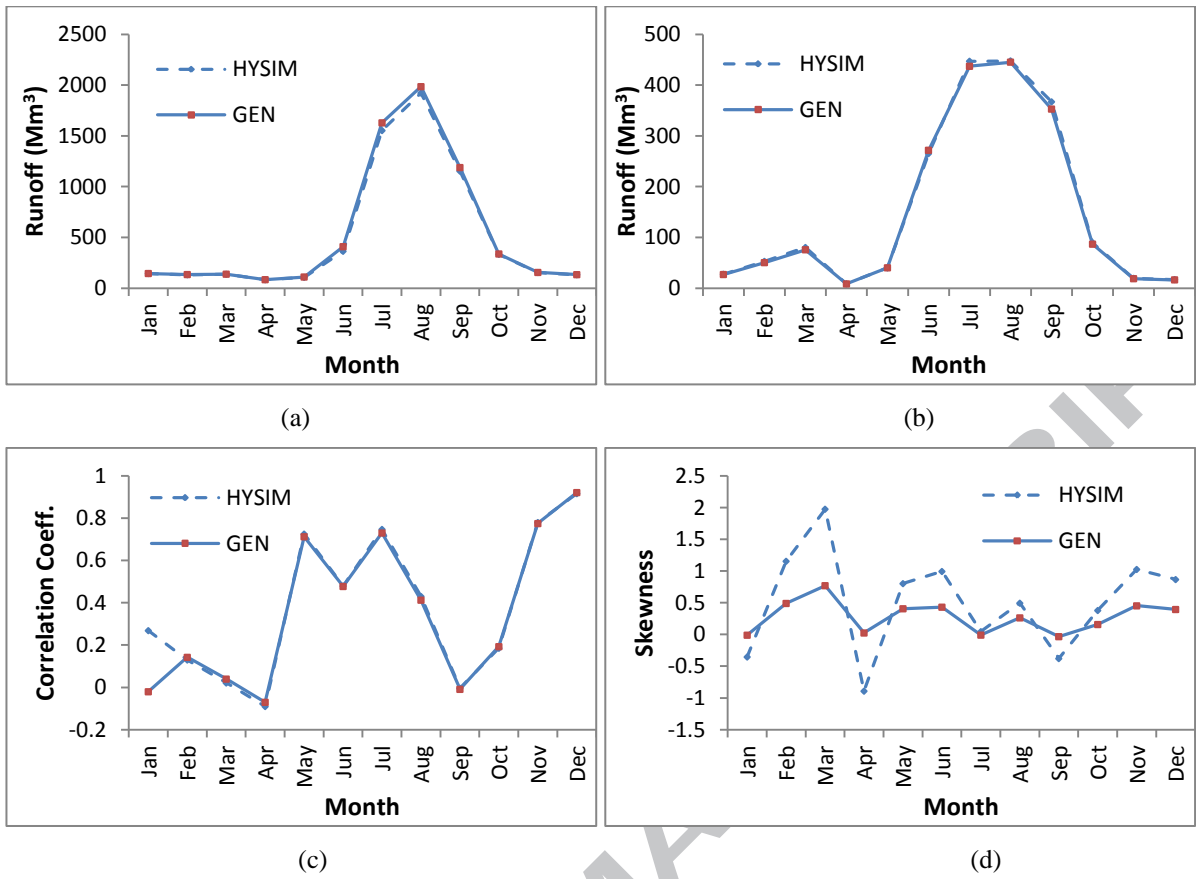 2500
2000
1500
1000
500
0
Runoff (Mm³)
HYSIM
GEN
Jan Feb Mar Apr May Jun Jul Aug Sep Oct Nov Dec
Month
(a)
500
400
300
200
100
0
Runoff (Mm³)
HYSIM
GEN
Jan Feb Mar Apr May Jun Jul Aug Sep Oct Nov Dec
Month
(b)
1
0.8
0.6
0.4
0.2
0
-0.2
Correlation Coeff.
HYSIM
GEN
Jan Feb Mar Apr May Jun Jul Aug Sep Oct Nov Dec
Month
(c)
2.5
2
1.5
1
0.5
0
-0.5
-1
-1.5
Skewness
HYSIM
GEN
Jan Feb Mar Apr May Jun Jul Aug Sep Oct Nov Dec
Month
(d)